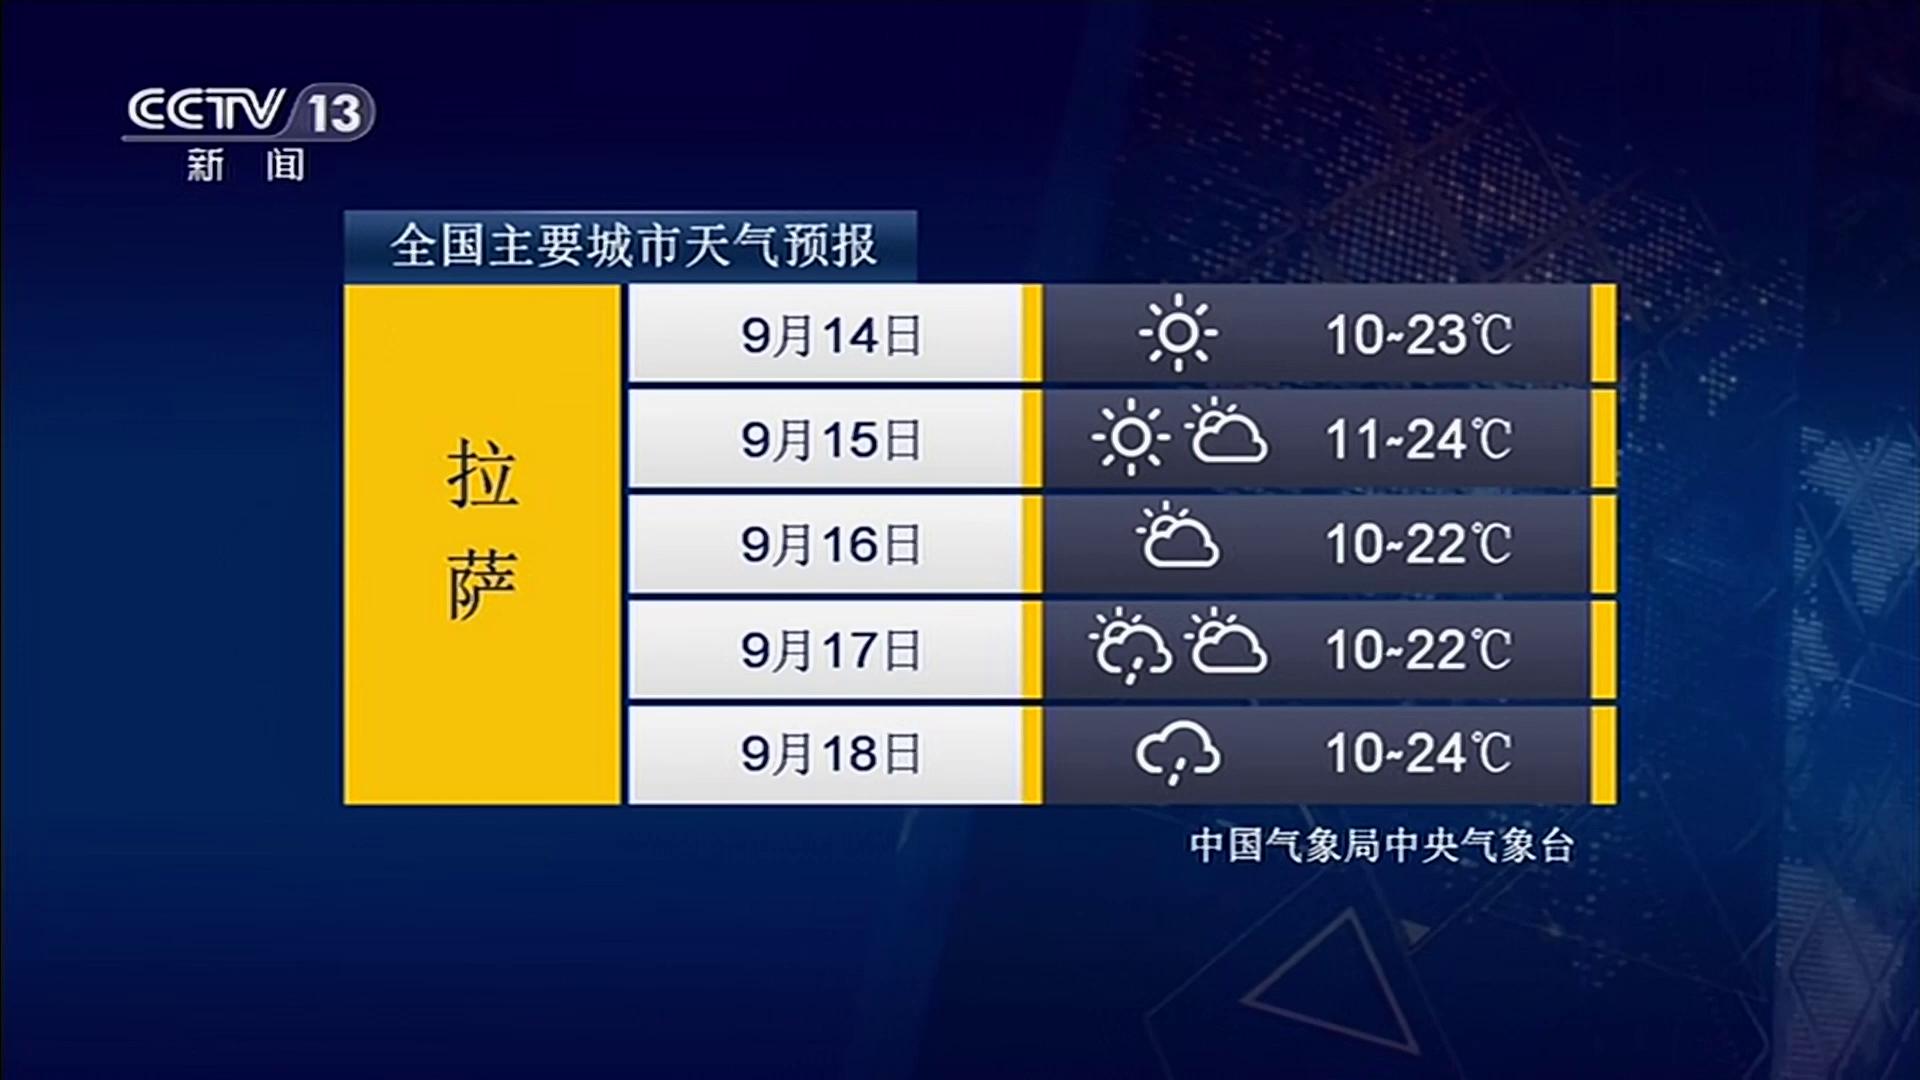 CCTV 13
新闻
全国主要城市天气预报
拉萨
9月14日 10~23℃
9月15日 11~24℃
9月16日 10~22℃
9月17日 10~22℃
9月18日 10~24℃
中国气象局中央气象台